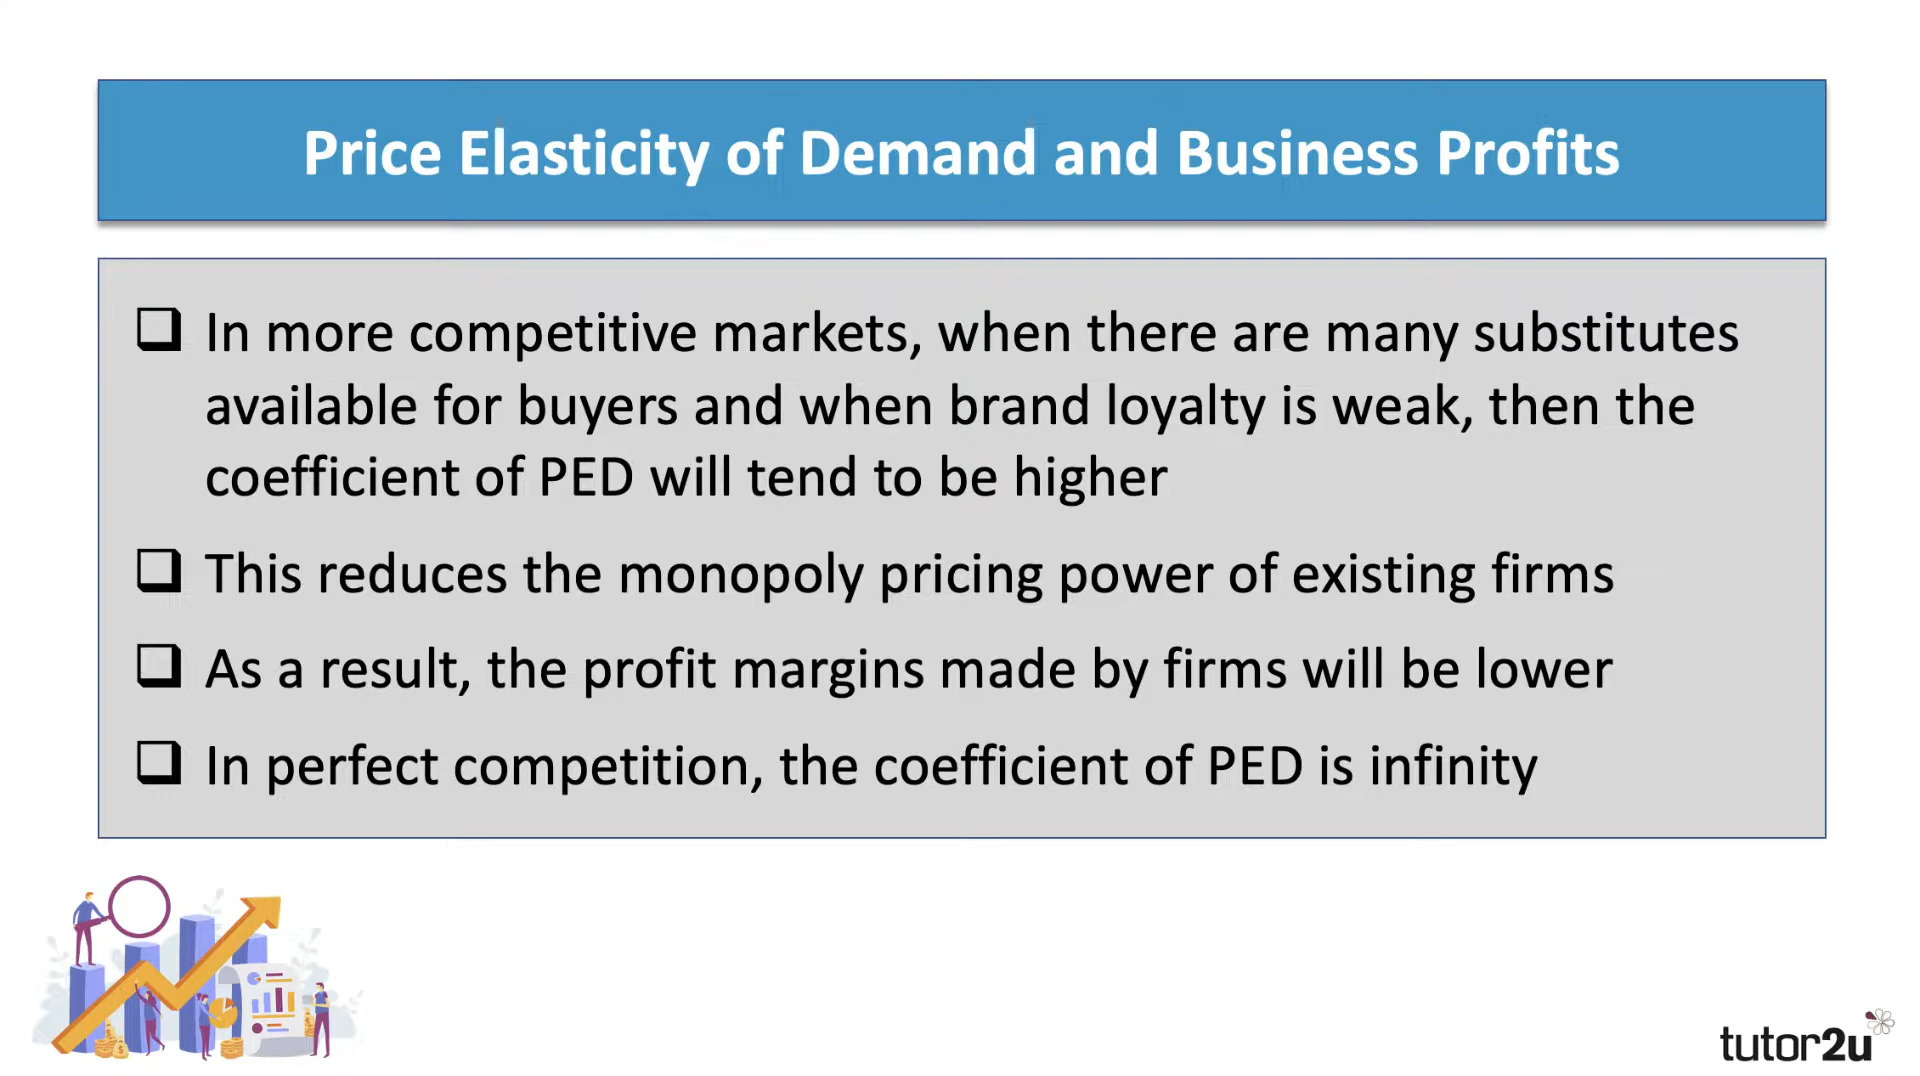 Price Elasticity of Demand and Business Profits
In more competitive markets, when there are many substitutes
available for buyers and when brand loyalty is weak, then the
coefficient of PED will tend to be higher
This reduces the monopoly pricing power of existing firms
As a result, the profit margins made by firms will be lower
In perfect competition, the coefficient of PED is infinity
tutor2u